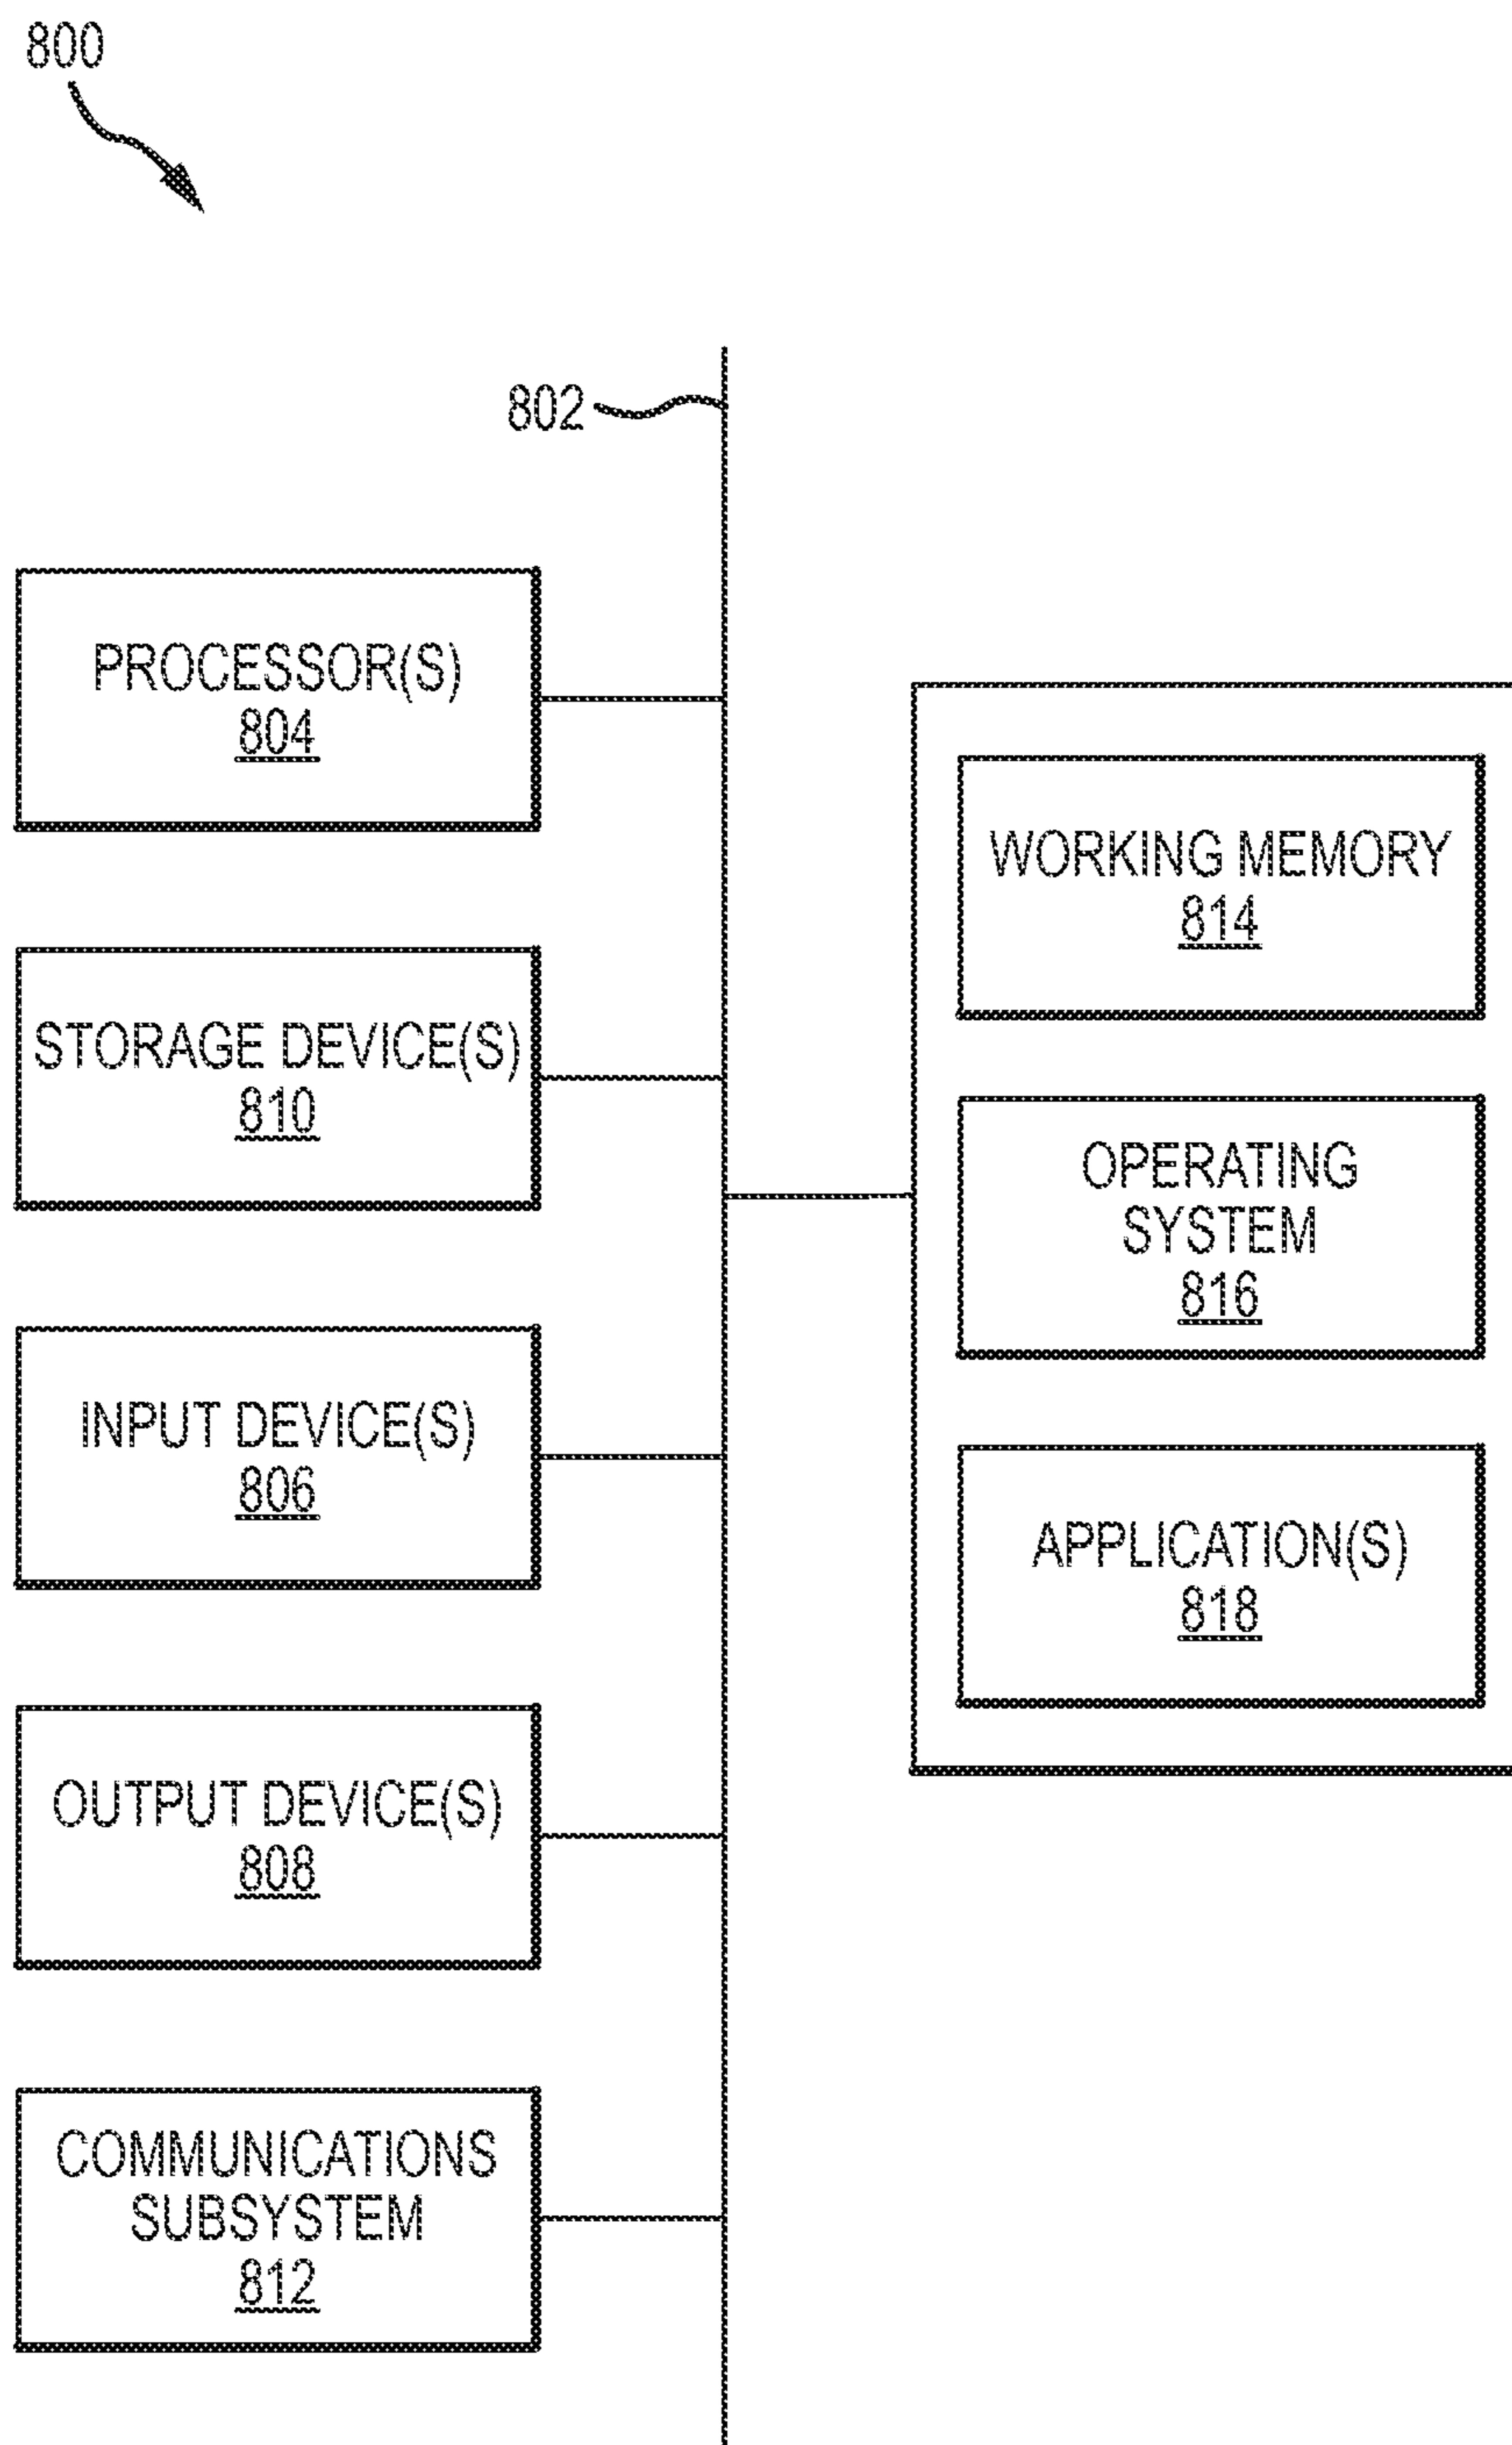 800
802
PROCESSOR(S)
804
STORAGE DEVICE(S)
810
INPUT DEVICE(S)
806
OUTPUT DEVICE(S)
808
COMMUNICATIONS
SUBSYSTEM
812
WORKING MEMORY
814
OPERATING
SYSTEM
816
APPLICATION(S)
818